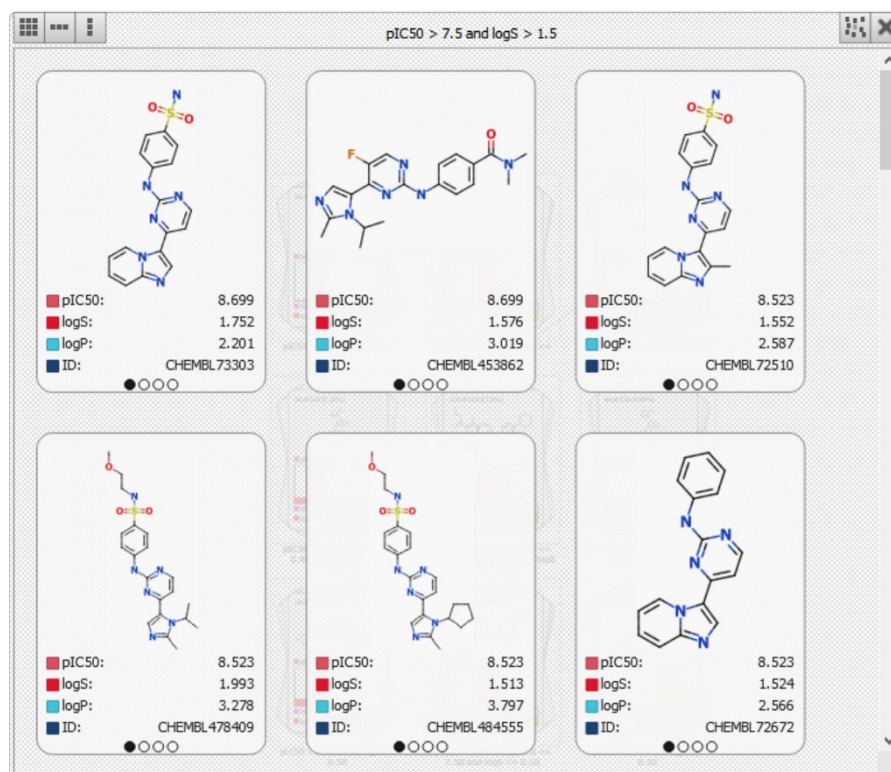 pIC50 > 7.5 and logS > 1.5
N
O S O
N
N
N
N
N
pIC50: 8.699
logS: 1.752
logP: 2.201
ID: CHEMBL73303
O
F
N
N
N
N
N
N
pIC50: 8.699
logS: 1.576
logP: 3.019
ID: CHEMBL453862
N
O S O
N
N
N
N
N
pIC50: 8.523
logS: 1.552
logP: 2.587
ID: CHEMBL72510
O
N
O S O
N
N
N
N
N
pIC50: 8.523
logS: 1.993
logP: 3.278
ID: CHEMBL478409
O
N
O S O
N
N
N
N
N
pIC50: 8.523
logS: 1.513
logP: 3.797
ID: CHEMBL484555
N
N
N
N
N
pIC50: 8.523
logS: 1.524
logP: 2.566
ID: CHEMBL72672